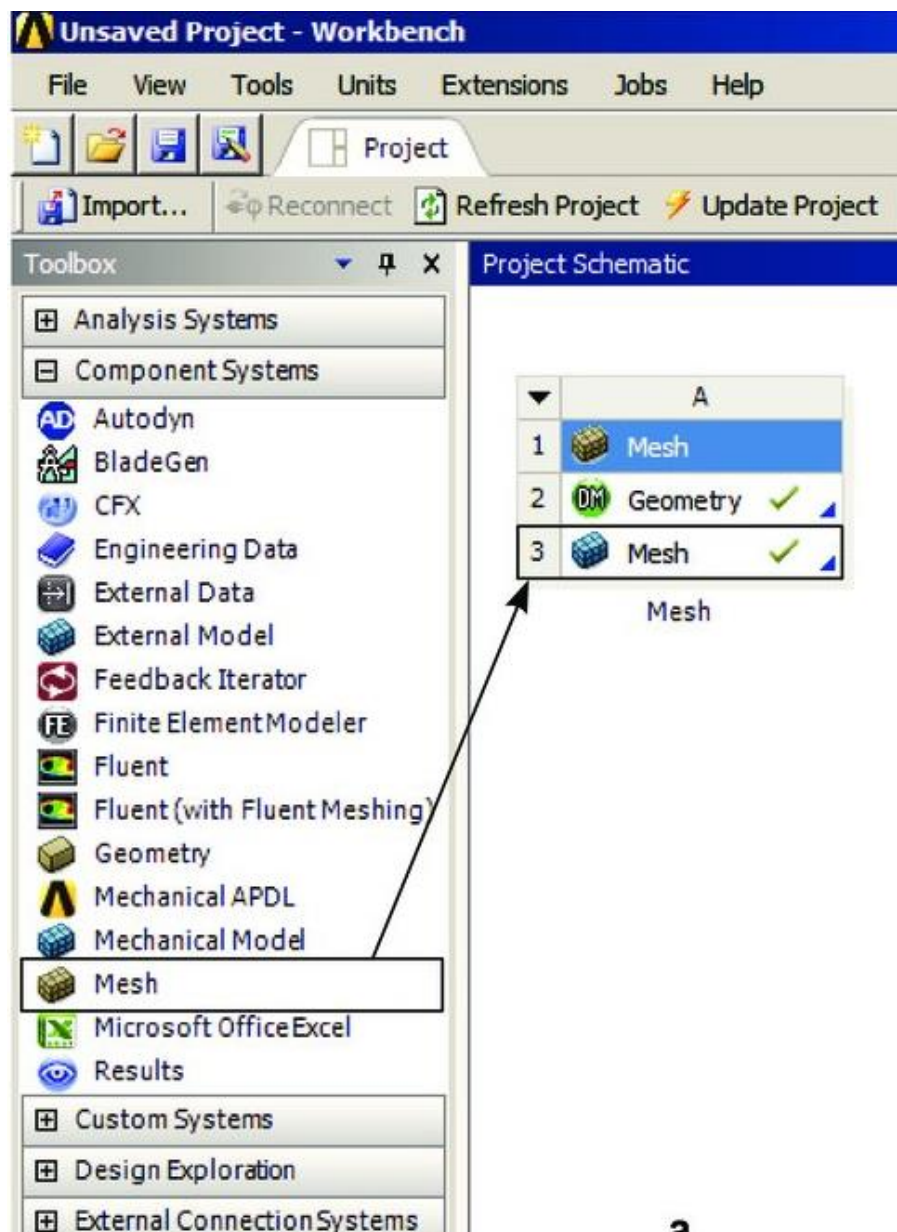 Unsaved Project - Workbench
File View Tools Units Extensions Jobs Help
Project
Import... Reconnect Refresh Project Update Project
Toolbox
Project Schematic
Analysis Systems
Component Systems
AD Autodyn
BladeGen
CFX
Engineering Data
External Data
External Model
Feedback Iterator
FE Finite Element Modeler
Fluent
Fluent (with Fluent Meshing)
Geometry
Mechanical APDL
Mechanical Model
Mesh
Microsoft Office Excel
Results
Custom Systems
Design Exploration
External Connection Systems
A
1 Mesh
2 DM Geometry
3 Mesh
Mesh
a